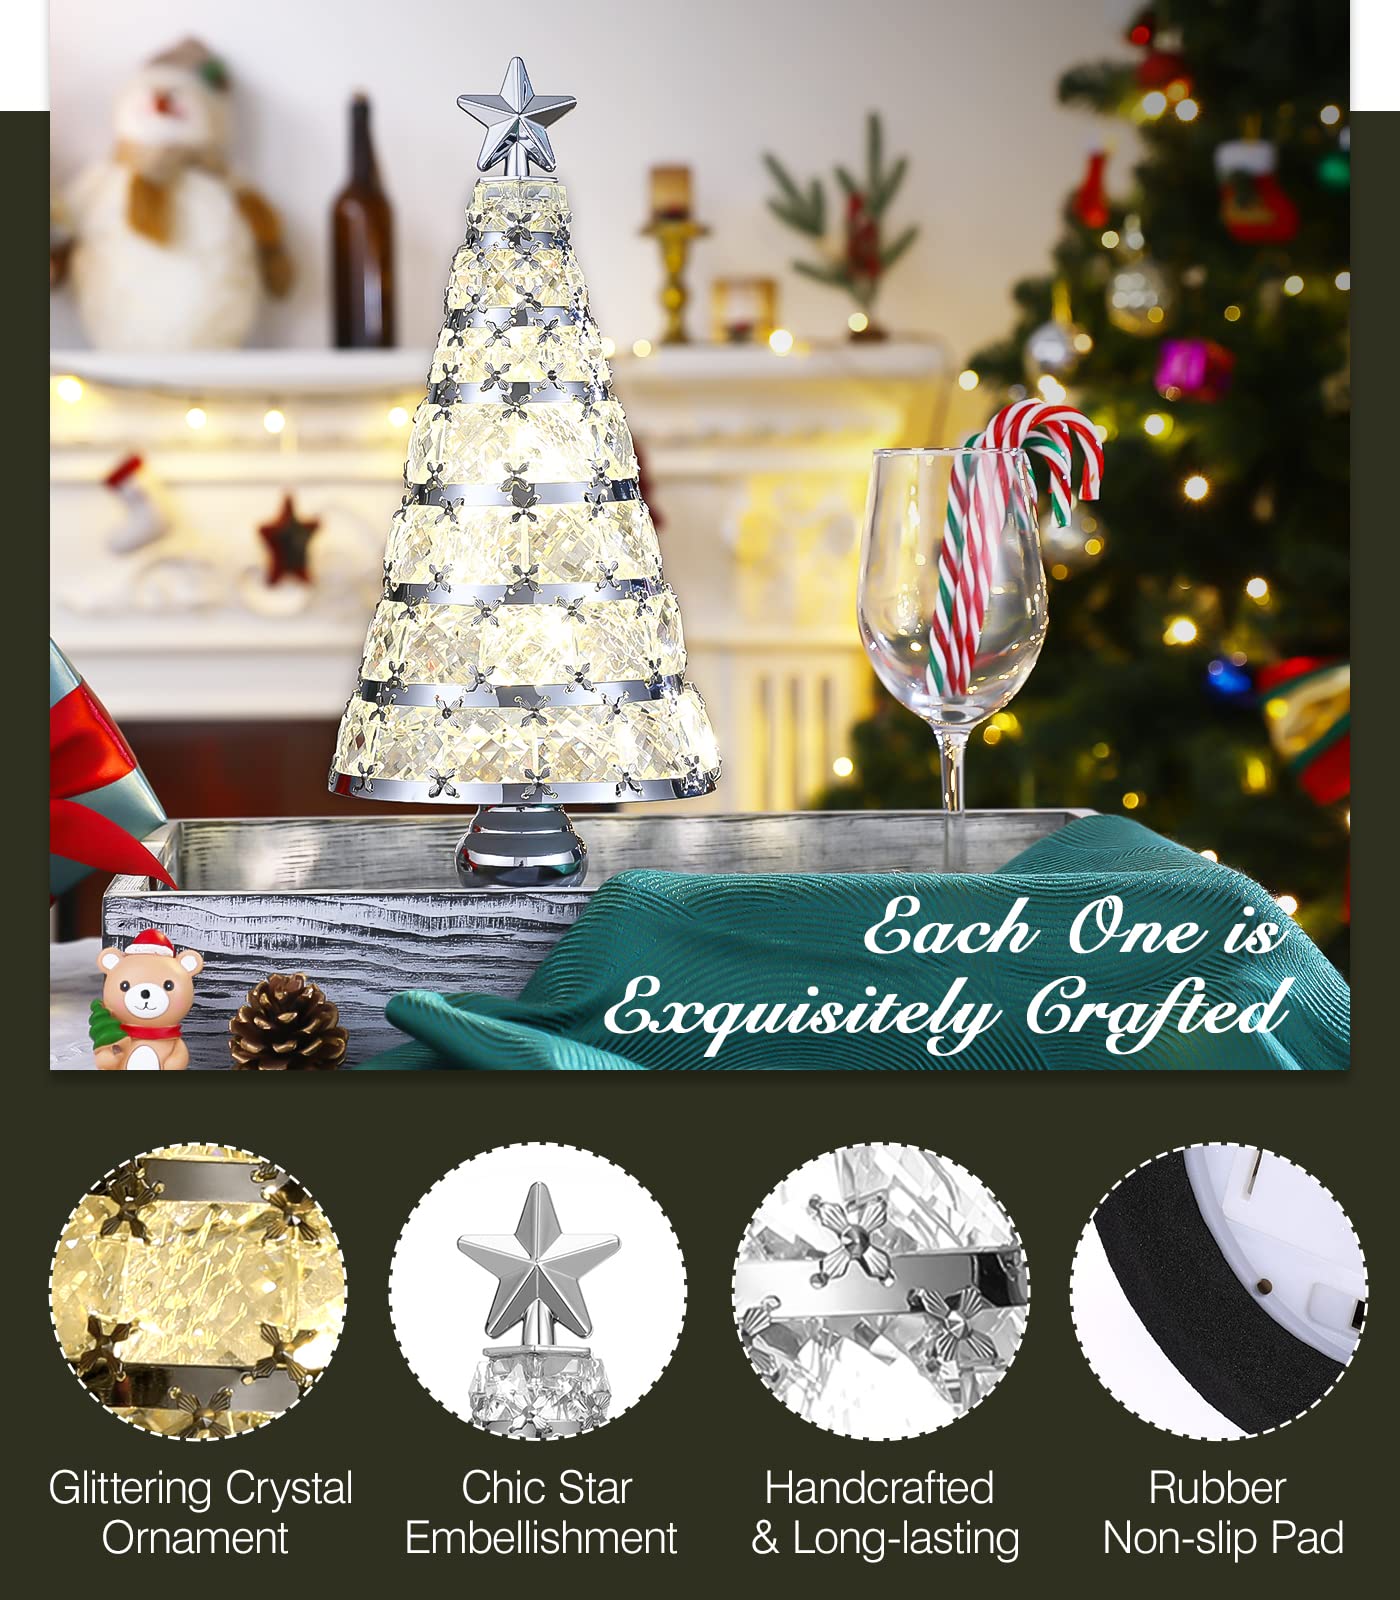 Each One is
Exquisitely Crafted
Glittering Crystal
Ornament
Chic Star
Embellishment
Handcrafted
& Long-lasting
Rubber
Non-slip Pad